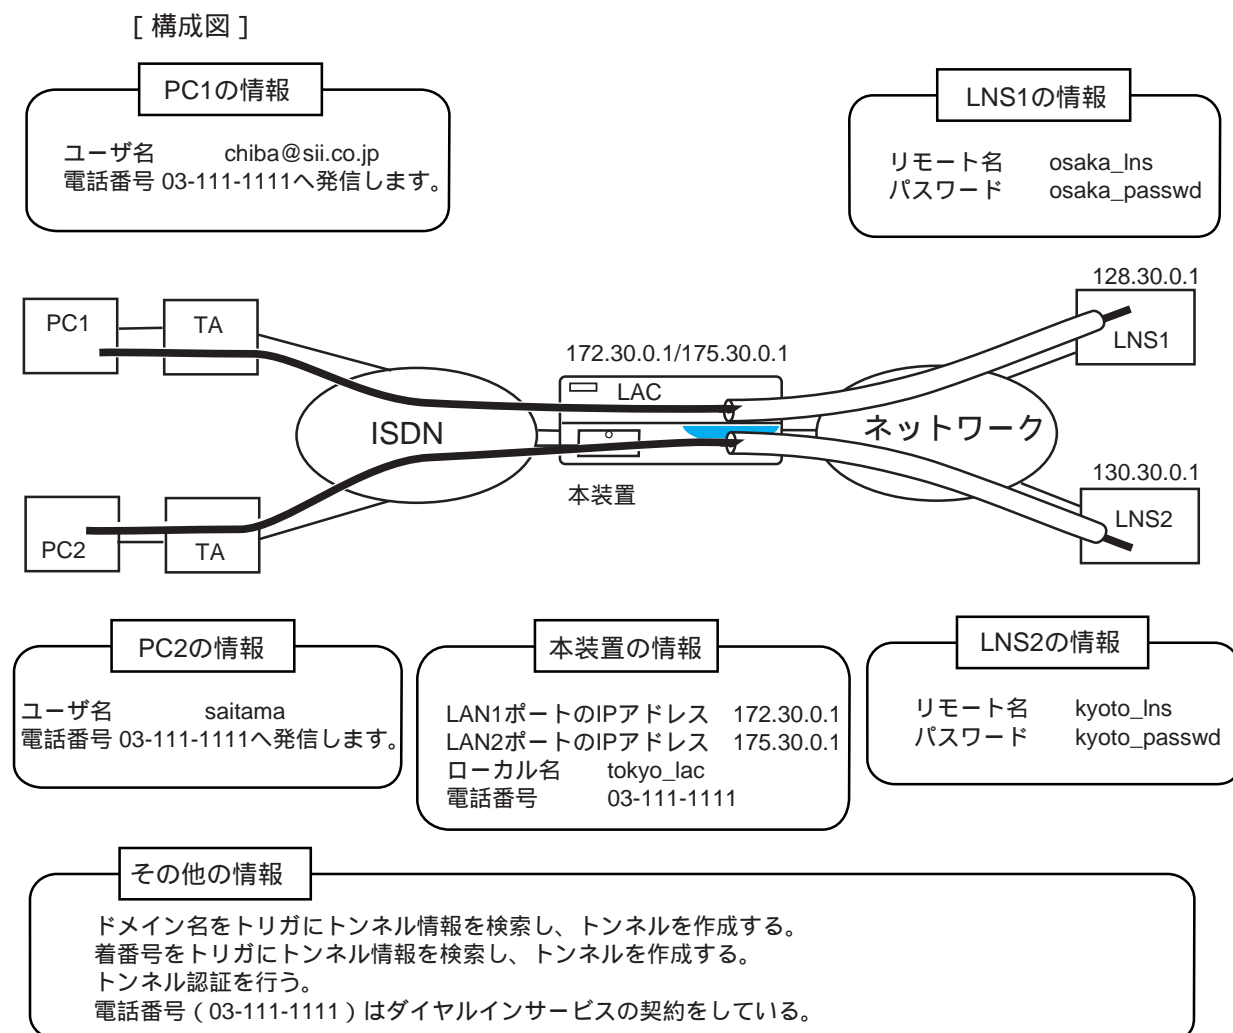 [ 構成図 ]
PC1の情報
ユーザ名 chiba@sii.co.jp
電話番号 03-111-1111へ発信します。
LNS1の情報
リモート名 osaka_lns
パスワード osaka_passwd
128.30.0.1
PC1
TA
LNS1
172.30.0.1/175.30.0.1
LAC
ISDN
ネットワーク
本装置
130.30.0.1
PC2
TA
LNS2
PC2の情報
ユーザ名 saitama
電話番号 03-111-1111へ発信します。
本装置の情報
LAN1ポートのIPアドレス 172.30.0.1
LAN2ポートのIPアドレス 175.30.0.1
ローカル名 tokyo_lac
電話番号 03-111-1111
LNS2の情報
リモート名 kyoto_lns
パスワード kyoto_passwd
その他の情報
ドメイン名をトリガにトンネル情報を検索し、トンネルを作成する。
着番号をトリガにトンネル情報を検索し、トンネルを作成する。
トンネル認証を行う。
電話番号(03-111-1111)はダイヤルインサービスの契約をしている。